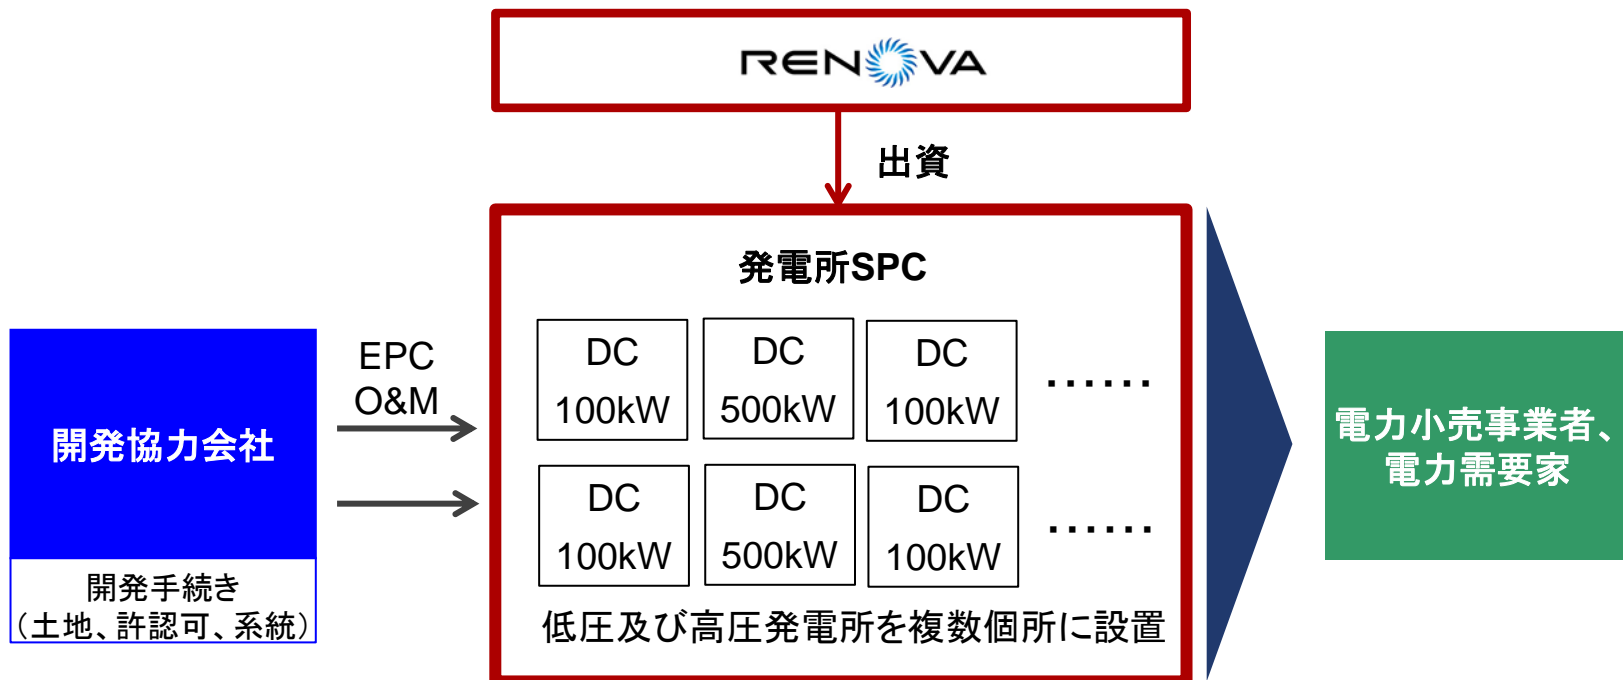 RENOVA
出資
発電所SPC
DC
100kW
DC
500kW
DC
100kW
......
DC
100kW
DC
500kW
DC
100kW
......
低圧及び高圧発電所を複数個所に設置
EPC
O&M
開発協力会社
開発手続き
(土地、許認可、系統)
電力小売事業者、
電力需要家